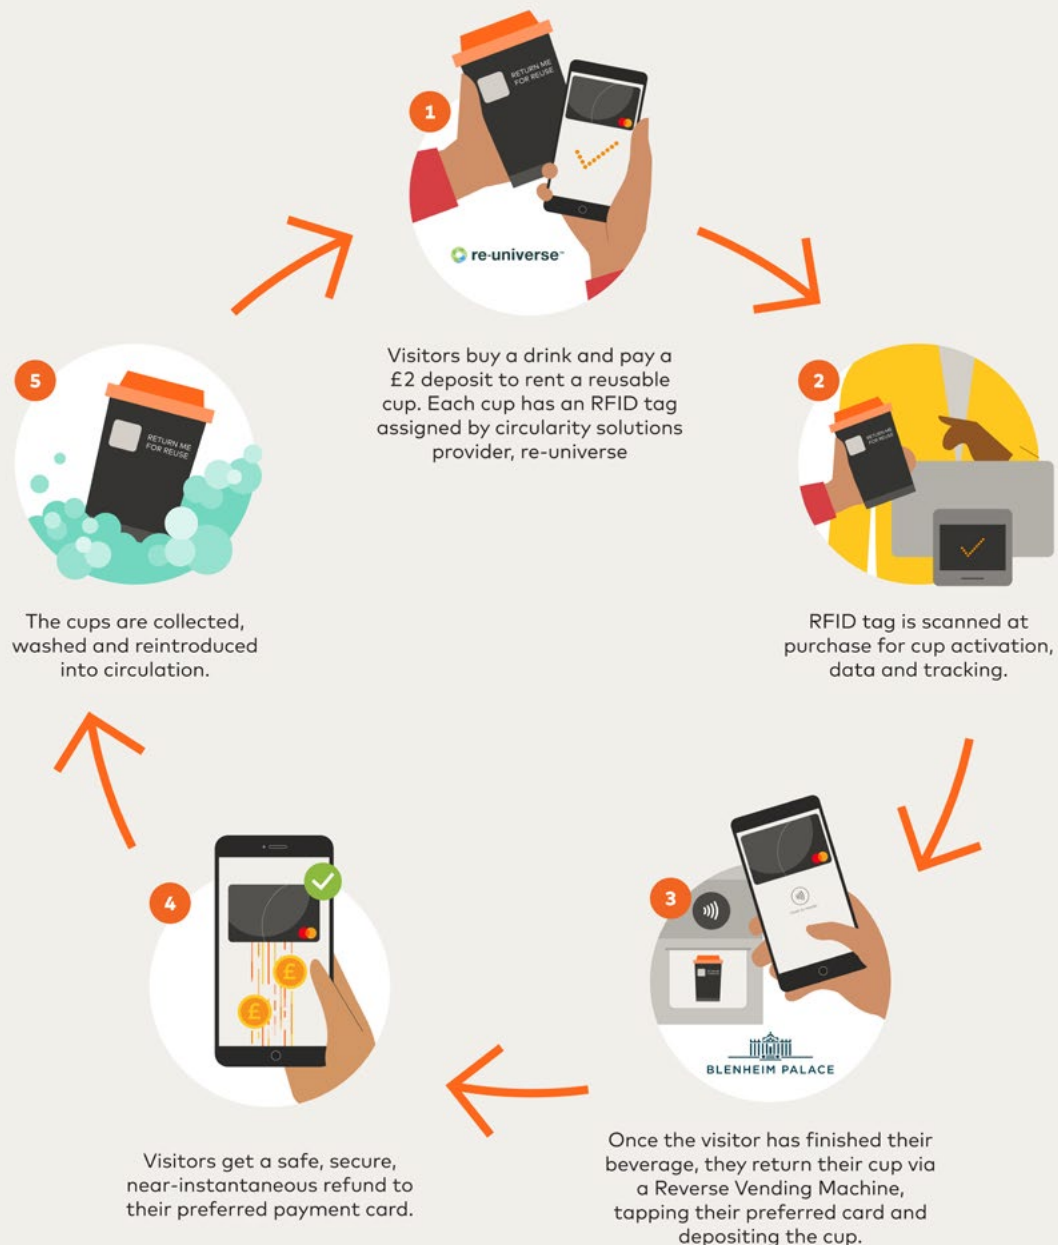 1
RETURN ME
FOR REUSE
re-universe™
Visitors buy a drink and pay a
£2 deposit to rent a reusable
cup. Each cup has an RFID tag
assigned by circularity solutions
provider, re-universe
2
RETURN ME
FOR REUSE
RFID tag is scanned at
purchase for cup activation,
data and tracking.
3
BLENHEIM PALACE
Once the visitor has finished their
beverage, they return their cup via
a Reverse Vending Machine,
tapping their preferred card and
depositing the cup.
4
£
£
Visitors get a safe, secure,
near-instantaneous refund to
their preferred payment card.
5
RETURN ME
FOR REUSE
The cups are collected,
washed and reintroduced
into circulation.